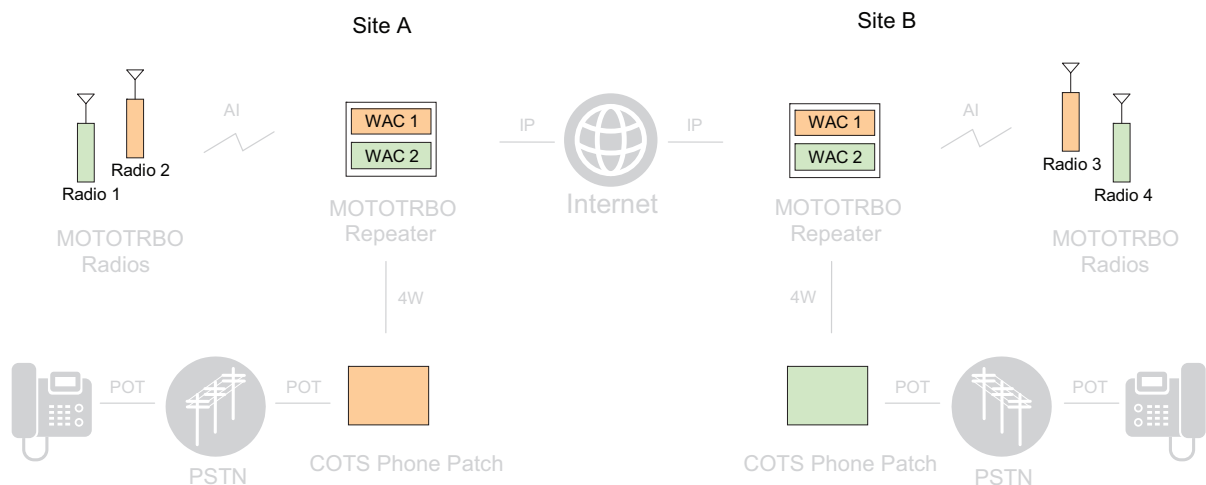 Site A
Site B
WAC 1
WAC 2
WAC 1
WAC 2
AI
IP
IP
AI
Radio 2
Radio 1
Radio 3
Radio 4
Internet
MOTOTRBO
Radios
MOTOTRBO
Repeater
MOTOTRBO
Repeater
MOTOTRBO
Radios
4W
4W
POT
POT
POT
POT
PSTN
COTS Phone Patch
COTS Phone Patch
PSTN